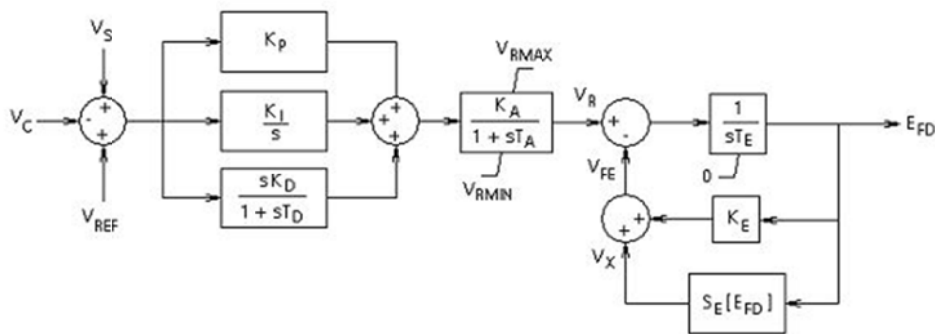 V_S
K_P
V_RMAX
V_C
-
+
+
K_I
s
+
+
+
K_A
1 + sT_A
V_R
+
-
1
sT_E
E_FD
V_REF
sK_D
1 + sT_D
V_RMIN
V_FE
0
+
+
K_E
V_X
S_E[E_FD]